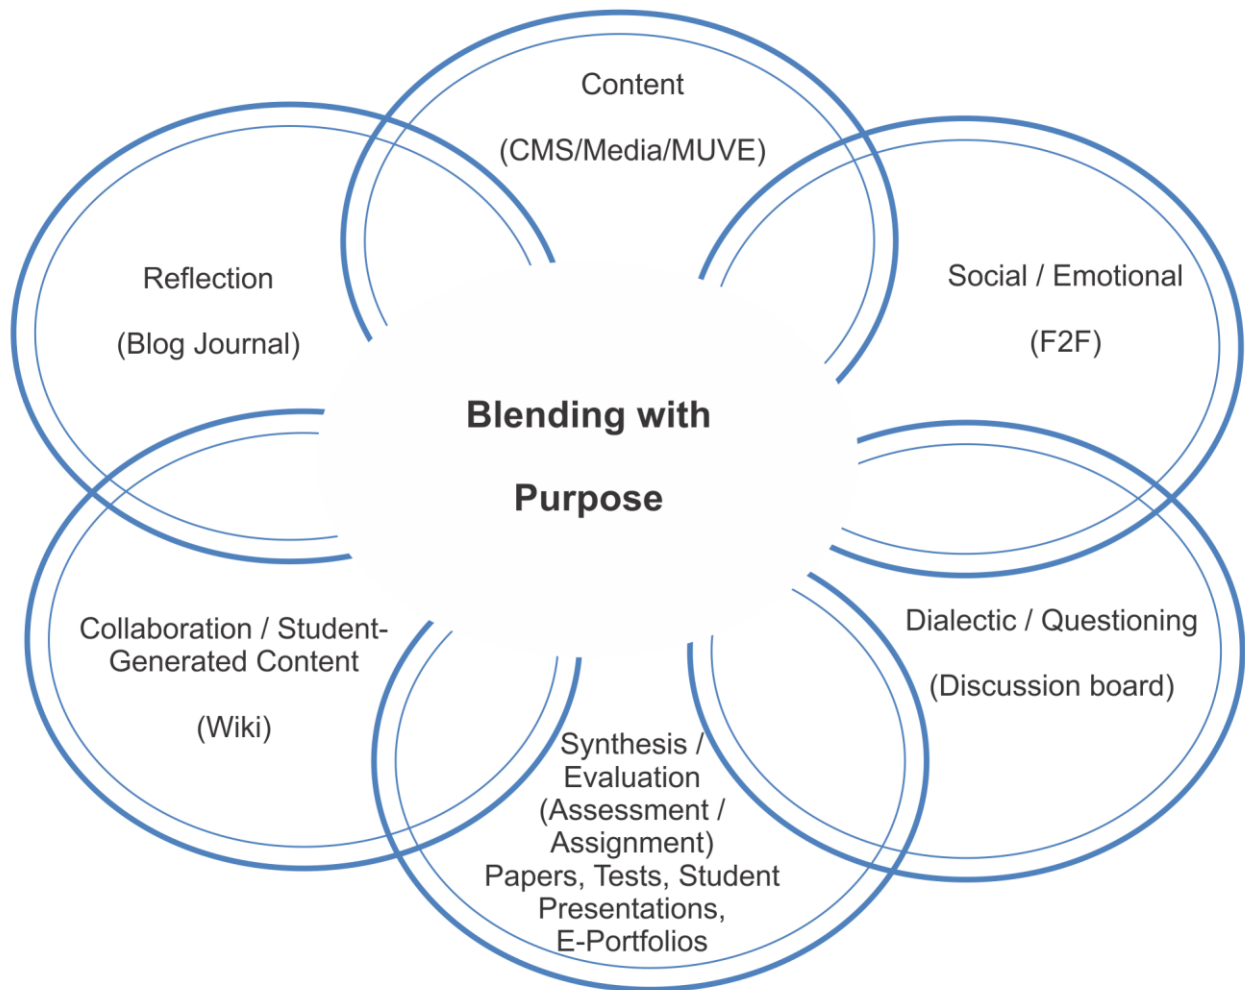 Content
(CMS/Media/MUVE)
Social / Emotional
(F2F)
Reflection
(Blog Journal)
Blending with
Purpose
Dialectic / Questioning
(Discussion board)
Collaboration / Student-
Generated Content
(Wiki)
Synthesis /
Evaluation
(Assessment /
Assignment)
Papers, Tests, Student
Presentations,
E-Portfolios